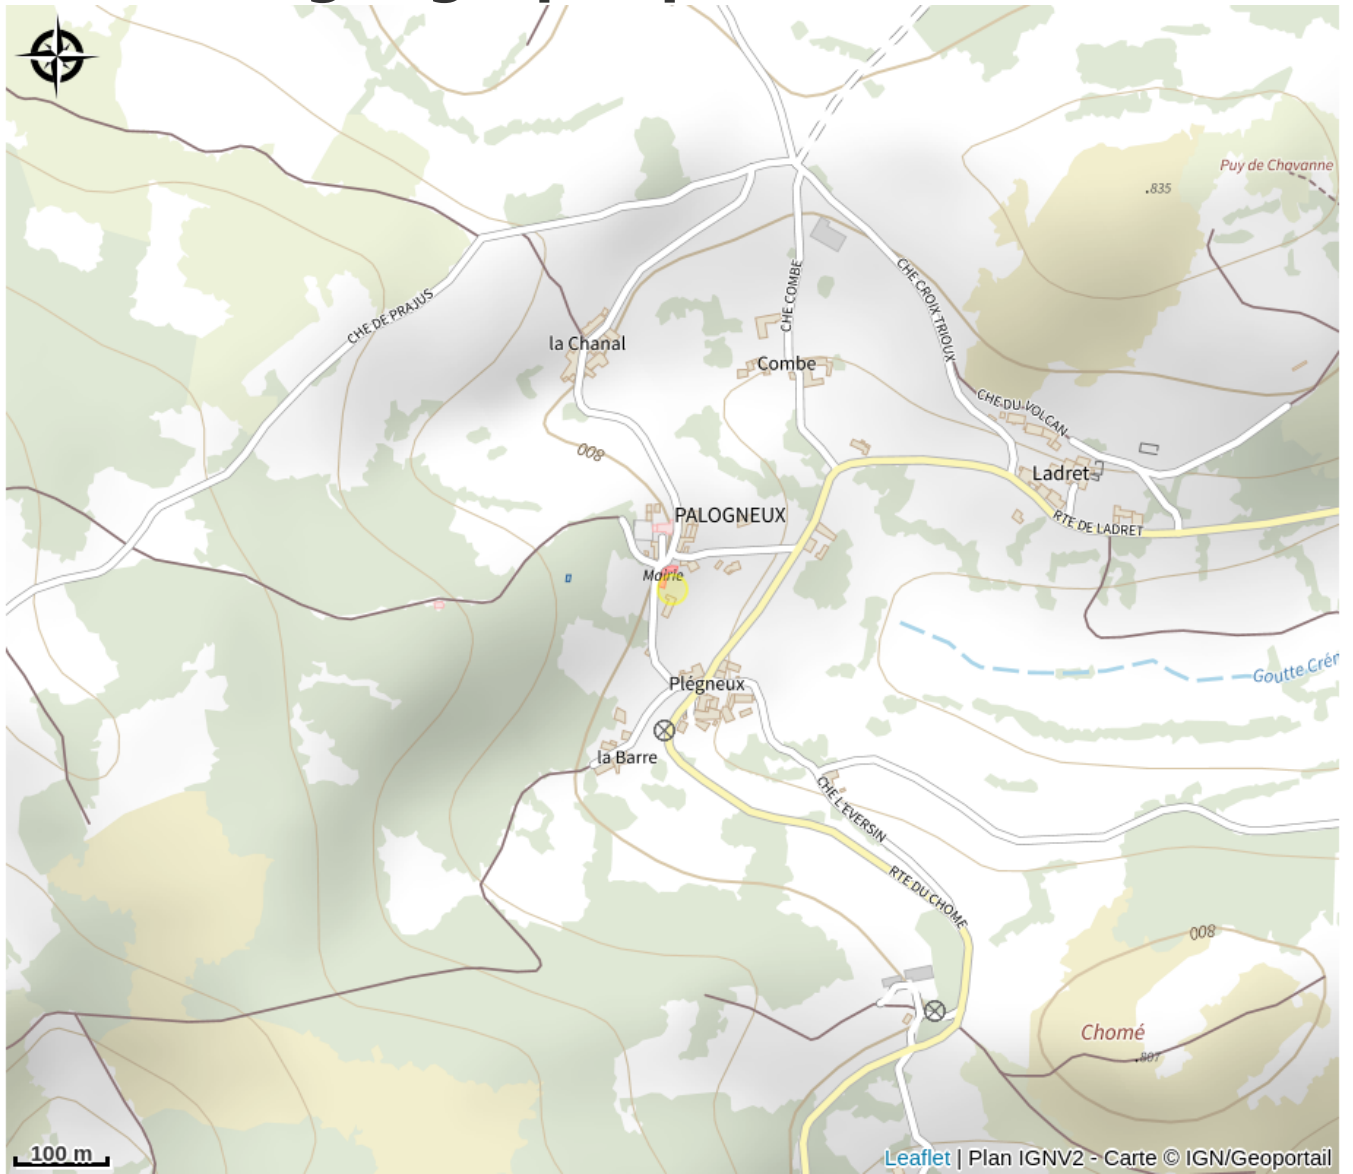 Puy de Chavanne
.835
CHE CROIX TRIOUX
CHE COMBE
CHE DE PRAJUS
la Chanal
Combe
CHE DU VOLCAN
008
Ladret
PALOGNEUX
RTE DE LADRET
Mairie
Goutte Crén
Plégneux
la Barre
CHE L'EVERSIN
RTE DU CHOME
008
Chomé
.807
100 m
Leaflet | Plan IGNV2 - Carte © IGN/Geoportail